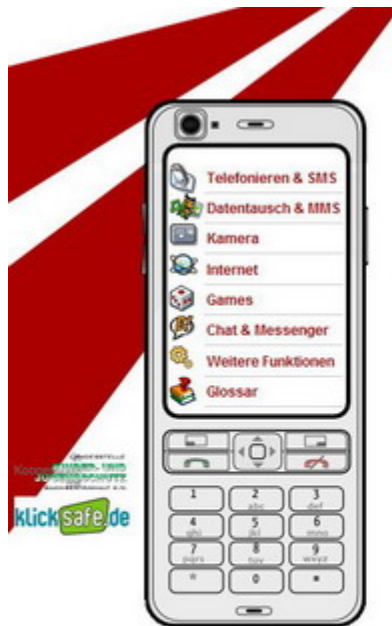 Telefonieren & SMS
Datentausch & MMS
Kamera
Internet
Games
Chat & Messenger
Weitere Funktionen
Glossar
klicksafe.de
1
2
abc
3
def
4
ghi
5
jkl
6
mno
7
pqrs
8
tuv
9
wxyz
*
0